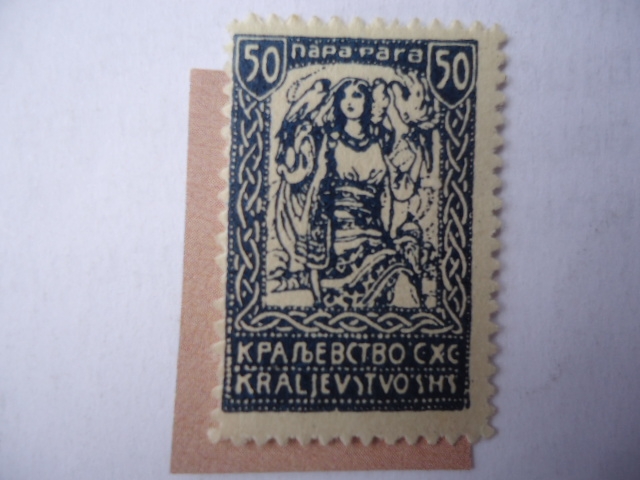 50 пара·para 50
КРАЉЕВСТВО СХС
KRALJEVSTVO SHS